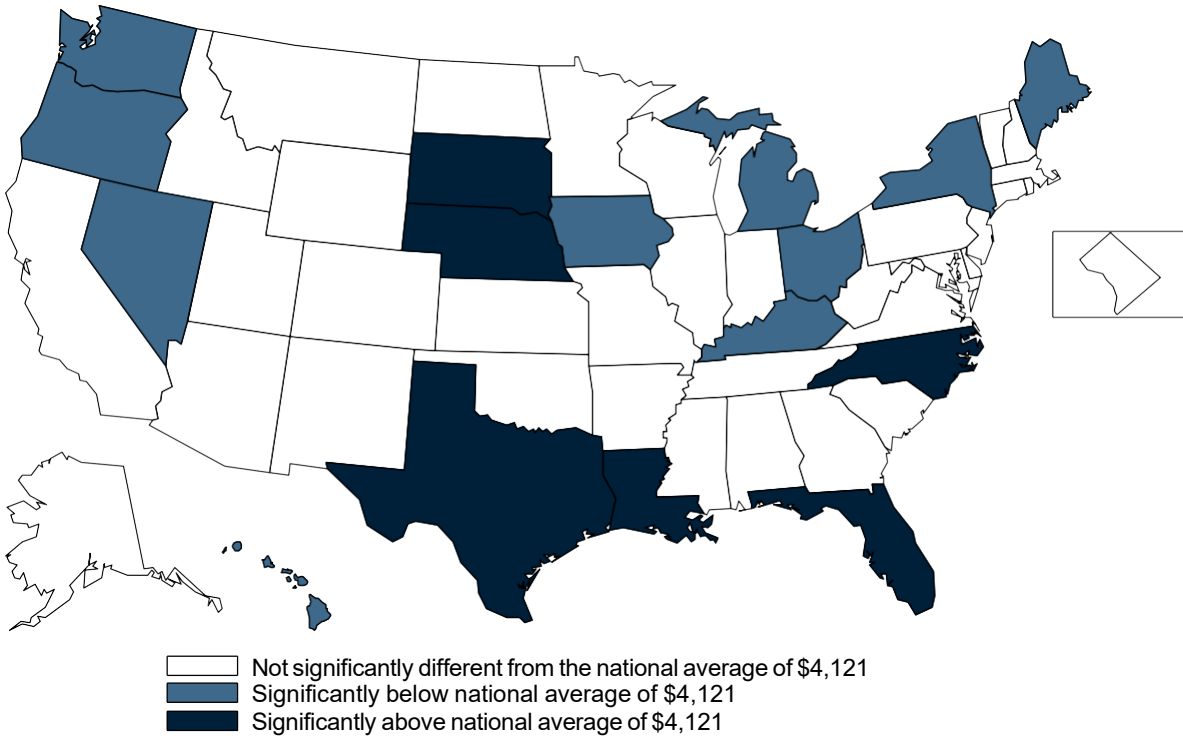 Not significantly different from the national average of $4,121
Significantly below national average of $4,121
Significantly above national average of $4,121